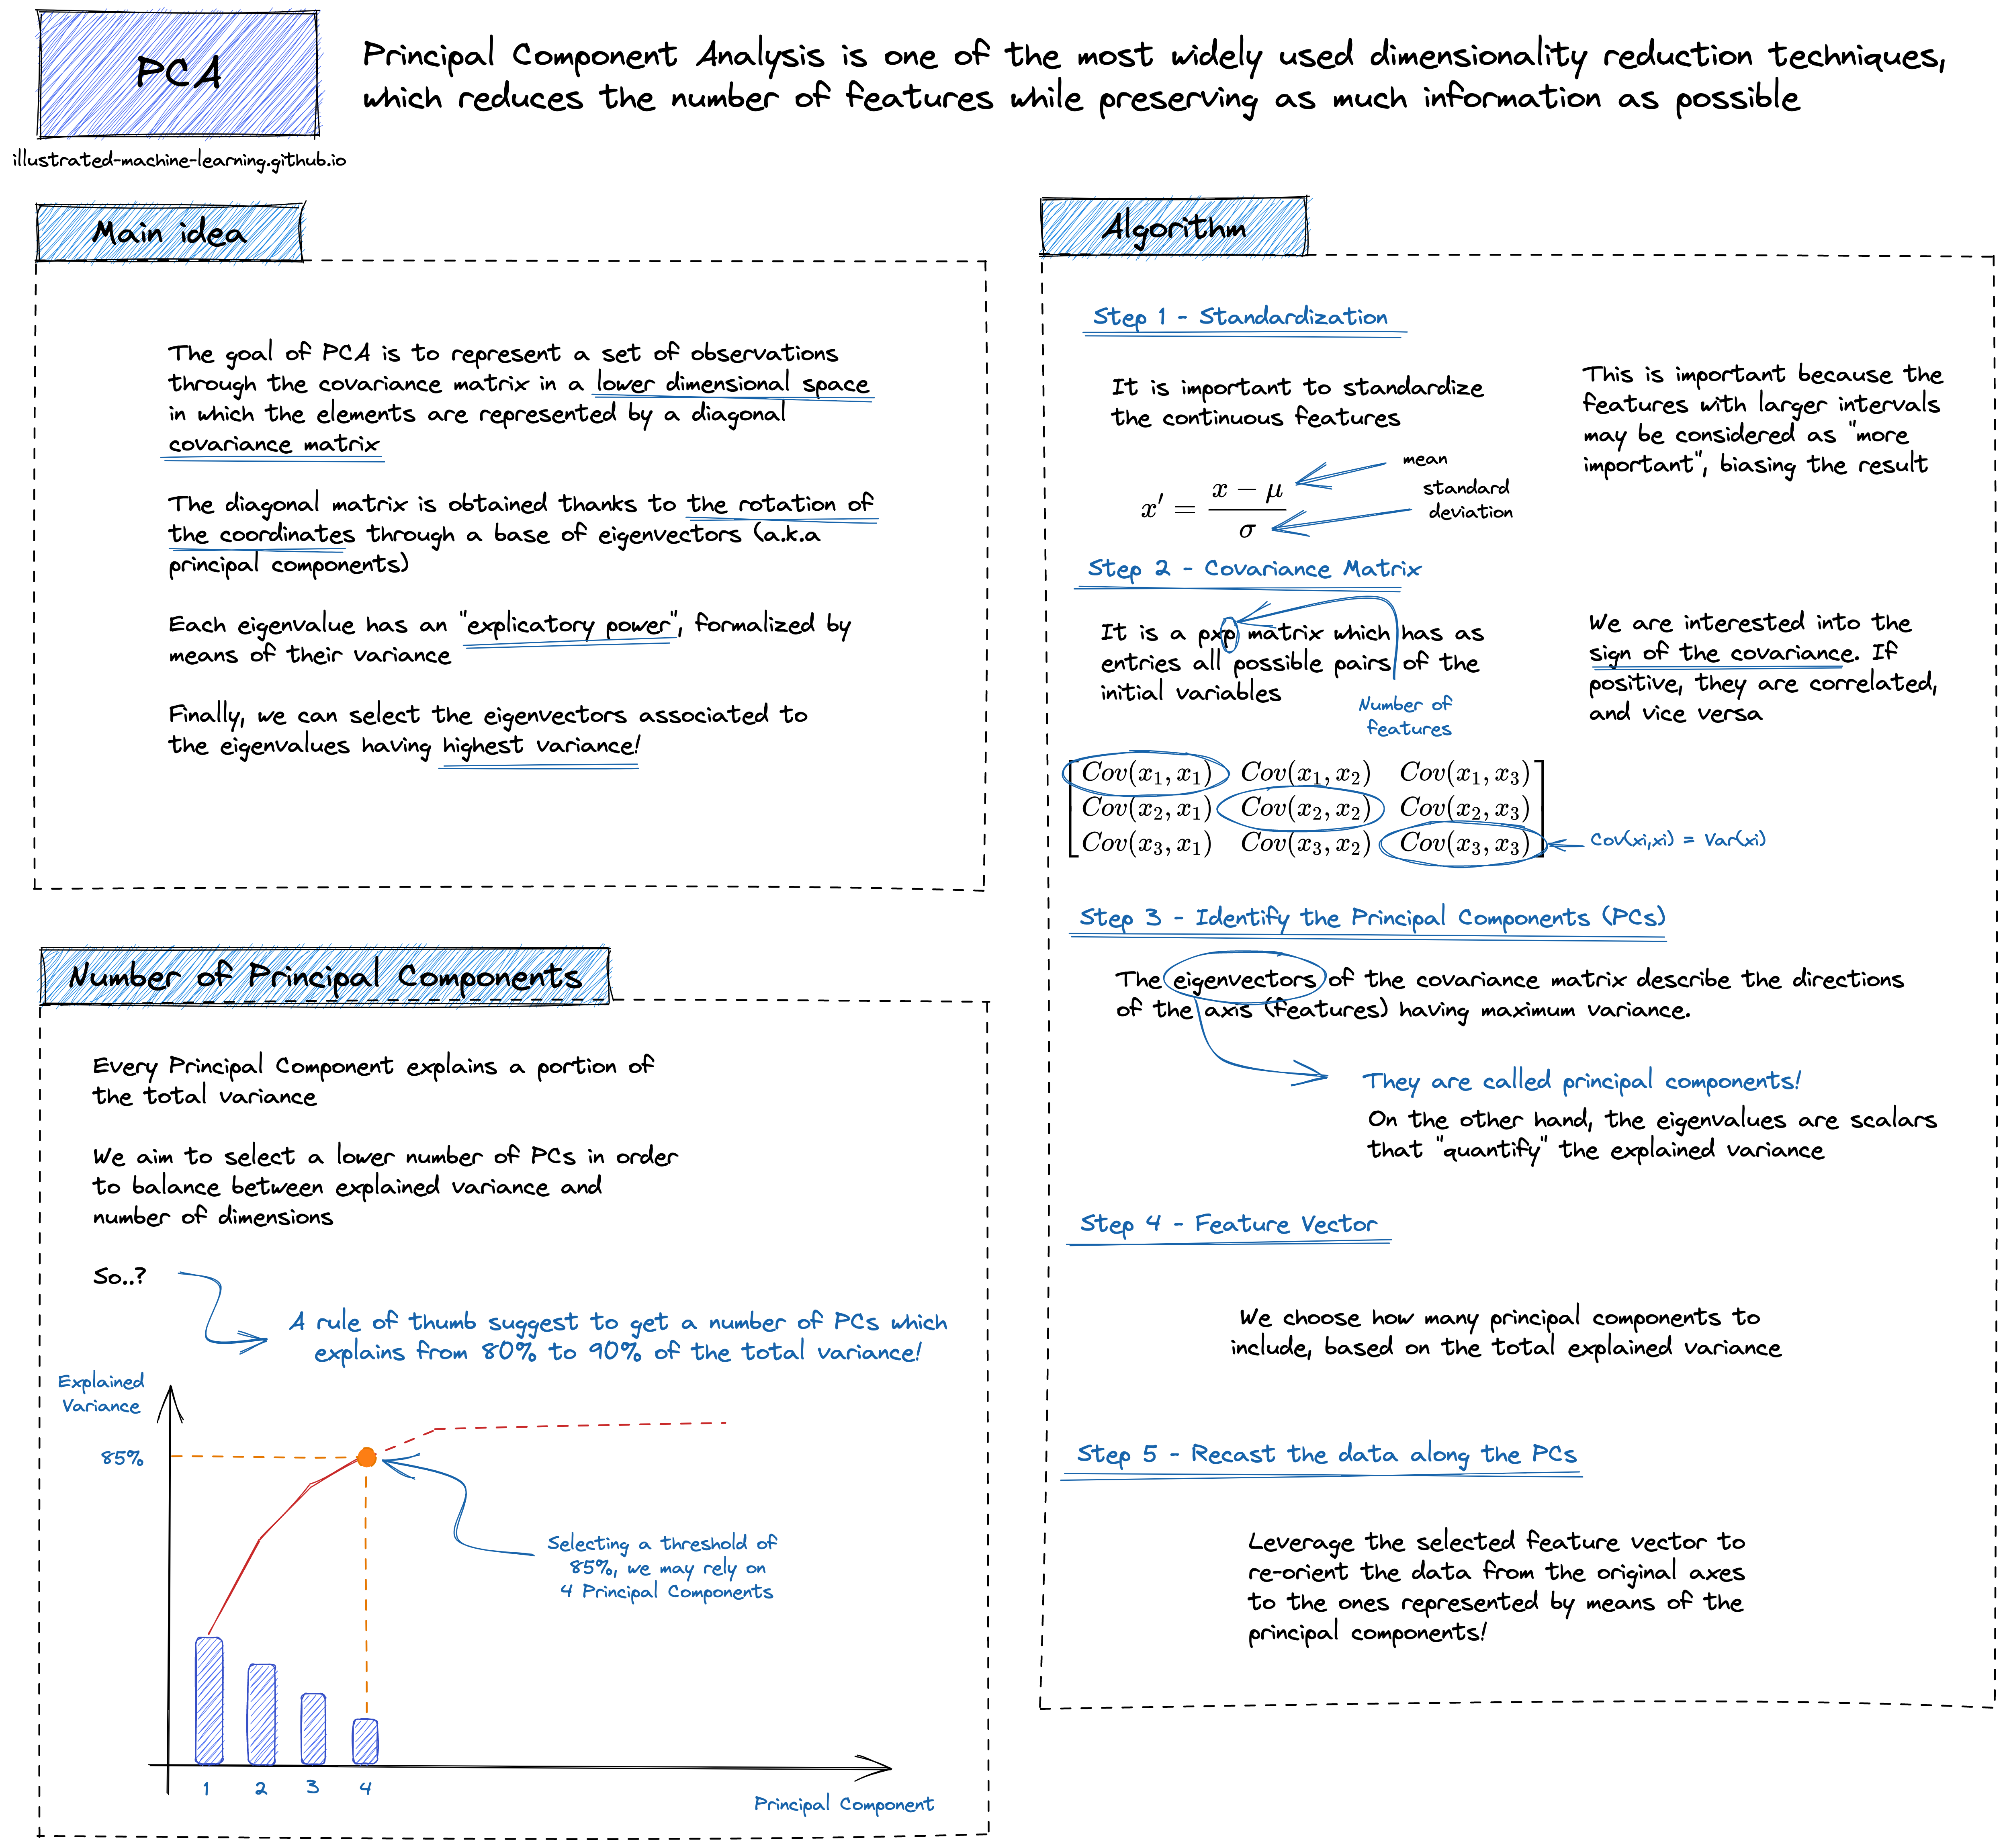 PCA
Principal Component Analysis is one of the most widely used dimensionality reduction techniques,
which reduces the number of features while preserving as much information as possible
illustrated-machine-learning.github.io
Main idea
The goal of PCA is to represent a set of observations
through the covariance matrix in a lower dimensional space
in which the elements are represented by a diagonal
covariance matrix
The diagonal matrix is obtained thanks to the rotation of
the coordinates through a base of eigenvectors (a.k.a
principal components)
Each eigenvalue has an "explicatory power", formalized by
means of their variance
Finally, we can select the eigenvectors associated to
the eigenvalues having highest variance!
Number of Principal Components
Every Principal Component explains a portion of
the total variance
We aim to select a lower number of PCs in order
to balance between explained variance and
number of dimensions
So..?
A rule of thumb suggest to get a number of PCs which
explains from 80% to 90% of the total variance!
Explained
Variance
85%
Selecting a threshold of
85%, we may rely on
4 Principal Components
1 2 3 4
Principal Component
Algorithm
Step 1 - Standardization
It is important to standardize
the continuous features
This is important because the
features with larger intervals
may be considered as "more
important", biasing the result
x′ = (x − μ) / σ
mean
standard
deviation
Step 2 - Covariance Matrix
It is a pxp matrix which has as
entries all possible pairs of the
initial variables
Number of
features
We are interested into the
sign of the covariance. If
positive, they are correlated,
and vice versa
Cov(x₁, x₁) Cov(x₁, x₂) Cov(x₁, x₃)
Cov(x₂, x₁) Cov(x₂, x₂) Cov(x₂, x₃)
Cov(x₃, x₁) Cov(x₃, x₂) Cov(x₃, x₃)
Cov(xi,xi) = Var(xi)
Step 3 - Identify the Principal Components (PCs)
The eigenvectors of the covariance matrix describe the directions
of the axis (features) having maximum variance.
They are called principal components!
On the other hand, the eigenvalues are scalars
that "quantify" the explained variance
Step 4 - Feature Vector
We choose how many principal components to
include, based on the total explained variance
Step 5 - Recast the data along the PCs
Leverage the selected feature vector to
re-orient the data from the original axes
to the ones represented by means of the
principal components!